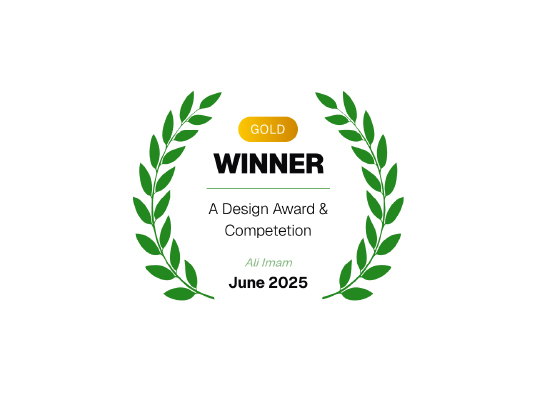 GOLD
WINNER
A Design Award &
Competetion
Ali Imam
June 2025